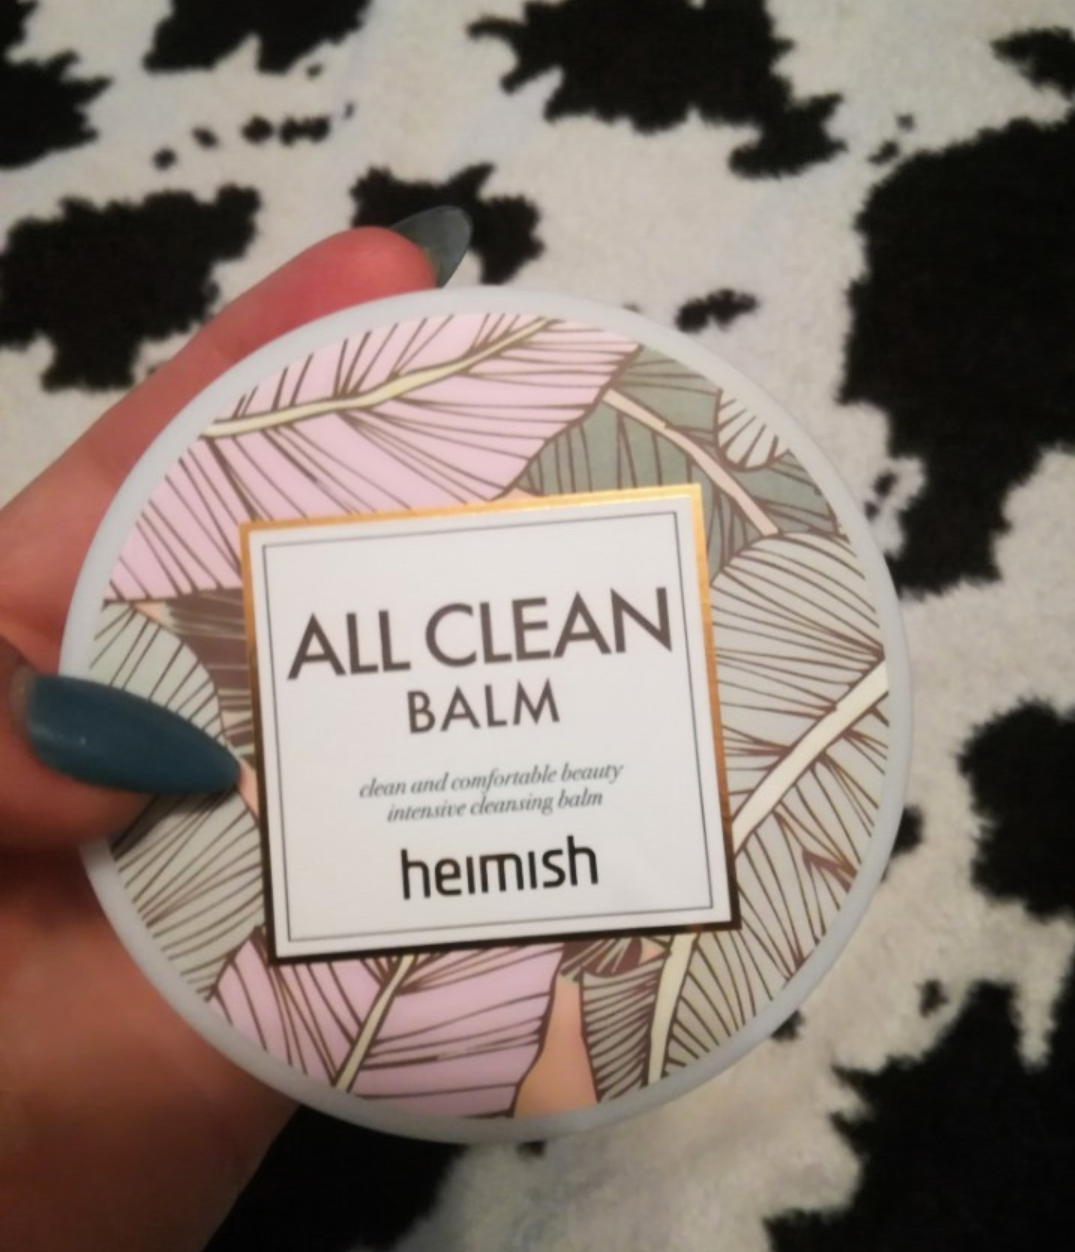 ALL CLEAN
BALM
clean and comfortable beauty
intensive cleansing balm
heimish